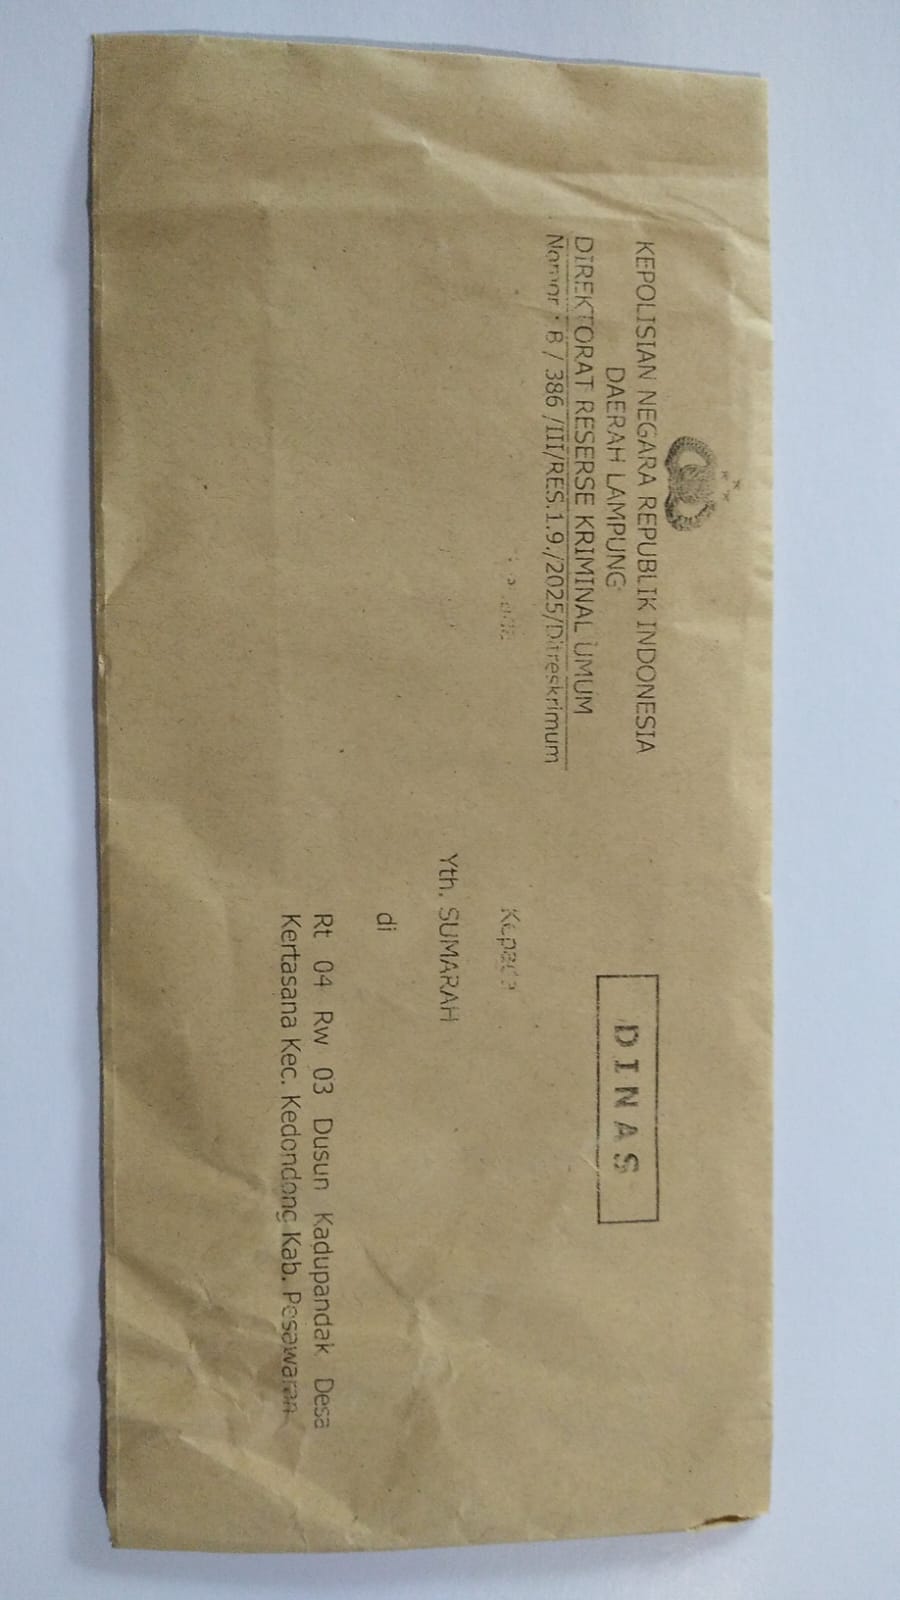 KEPOLISIAN NEGARA REPUBLIK INDONESIA
DAERAH LAMPUNG
DIREKTORAT RESERSE KRIMINAL UMUM
Nomor : B / 386 /III/RES.1.9./2025/Ditreskrimum
DINAS
Kepada
Yth. SUMARAH
di
Rt 04 Rw 03 Dusun Kadupandak Desa
Kertasana Kec. Kedondong Kab. Pesawaran